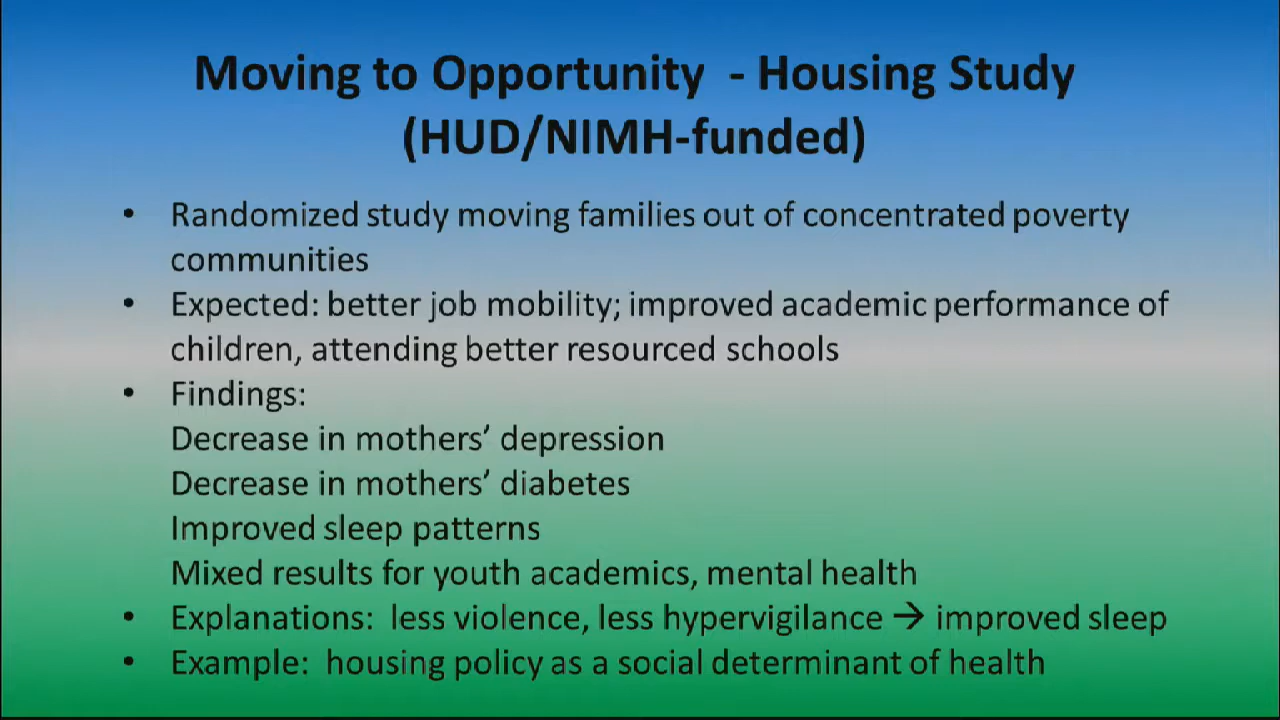 Moving to Opportunity - Housing Study
(HUD/NIMH-funded)
• Randomized study moving families out of concentrated poverty
communities
• Expected: better job mobility; improved academic performance of
children, attending better resourced schools
• Findings:
Decrease in mothers’ depression
Decrease in mothers’ diabetes
Improved sleep patterns
Mixed results for youth academics, mental health
• Explanations: less violence, less hypervigilance → improved sleep
• Example: housing policy as a social determinant of health